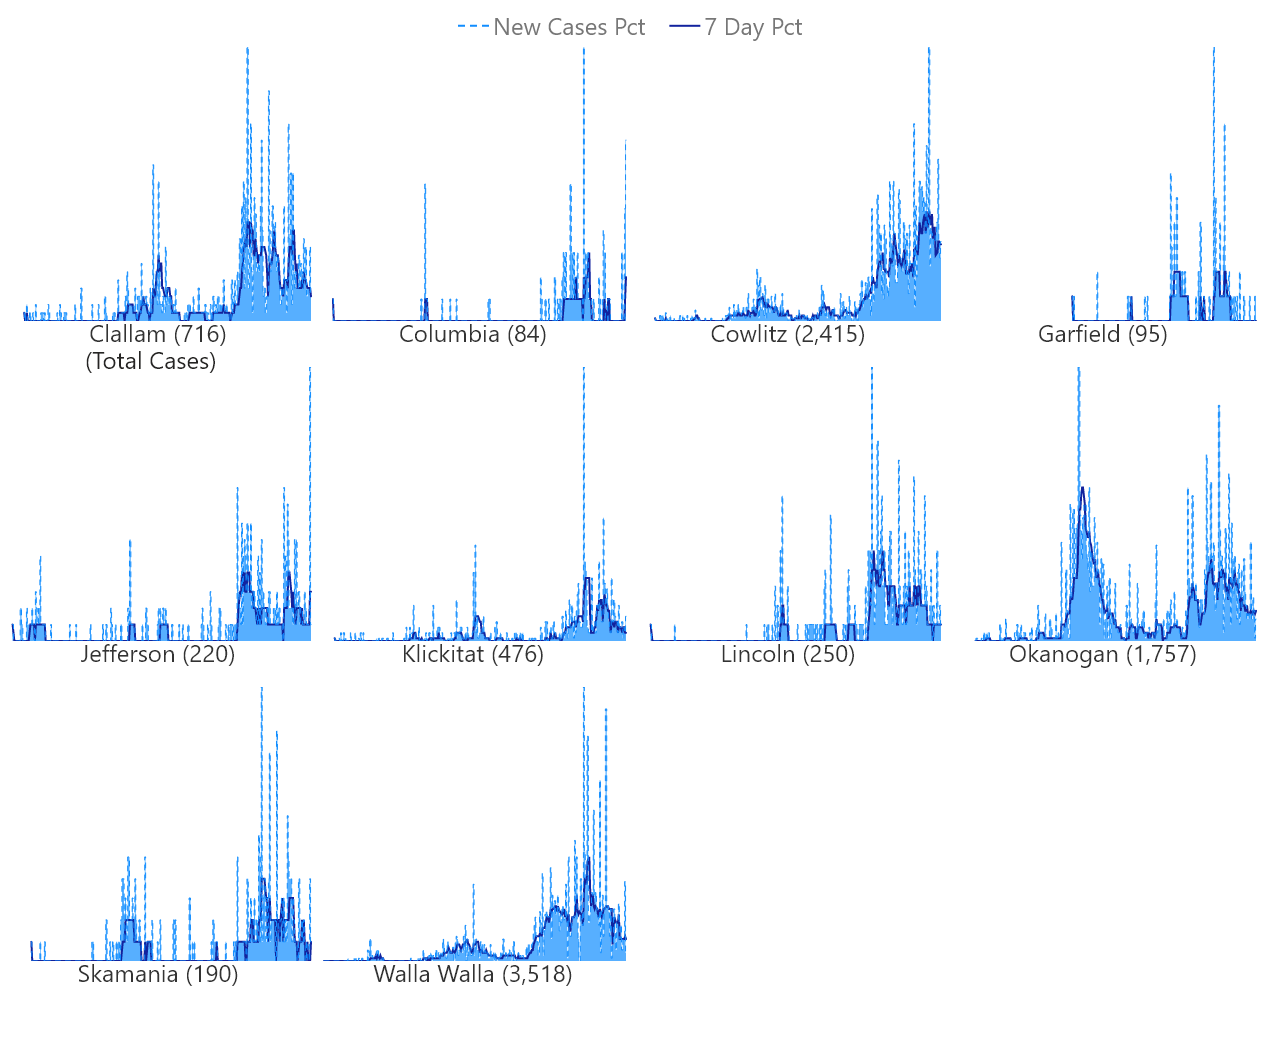 New Cases Pct 7 Day Pct
Clallam (716) Columbia (84) Cowlitz (2,415) Garfield (95)
(Total Cases)
Jefferson (220) Klickitat (476) Lincoln (250) Okanogan (1,757)
Skamania (190) Walla Walla (3,518)